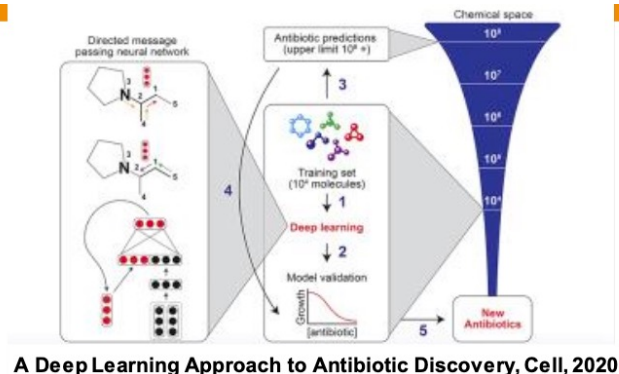 Directed message
passing neural network
3
N
2
1
5
4
3
N
2
1
5
4
Antibiotic predictions
(upper limit 10⁸ +)
3
4
Training set
(10⁴ molecules)
1
Deep learning
2
Model validation
Growth
[antibiotic]
5
Chemical space
10⁸
10⁷
10⁶
10⁵
10⁴
New
Antibiotics
A Deep Learning Approach to Antibiotic Discovery, Cell, 2020